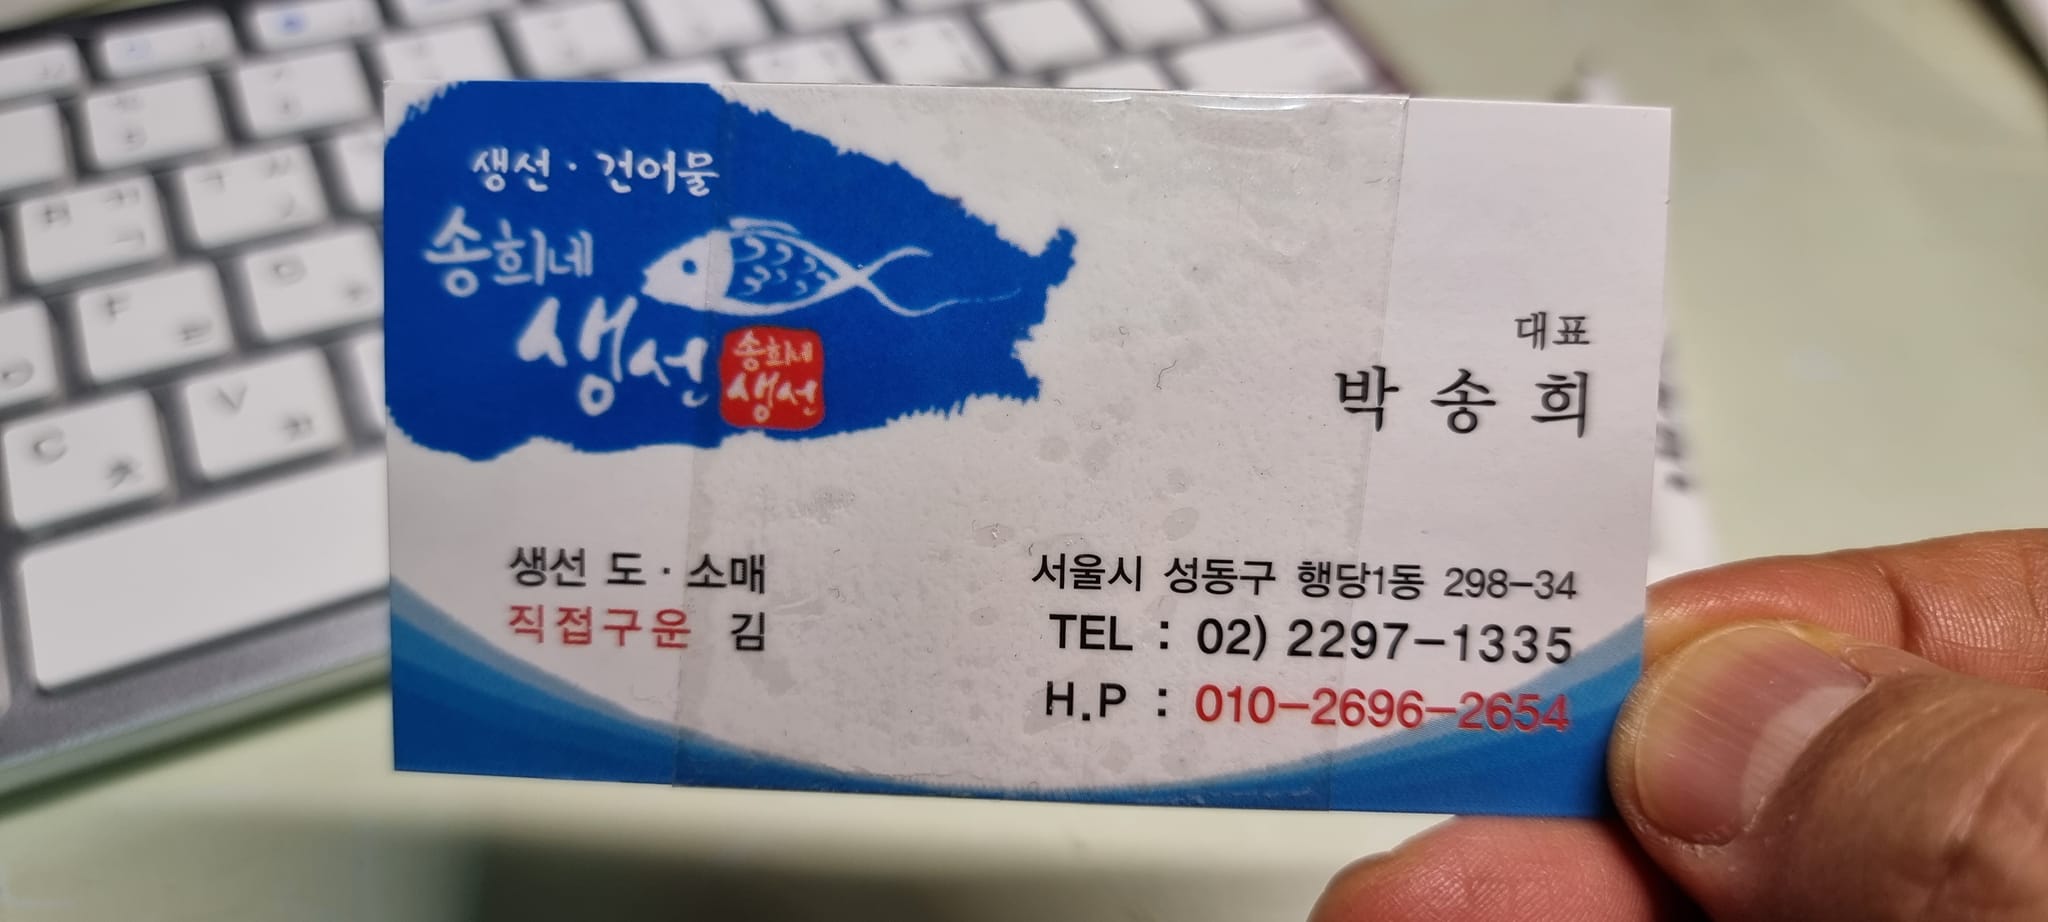 생선 · 건어물
송희네
생선
송희네
생선
대표
박 송 희
생선 도 · 소매
직접구운 김
서울시 성동구 행당1동 298-34
TEL : 02) 2297-1335
H.P : 010-2696-2654
F
C
ㅊ
V